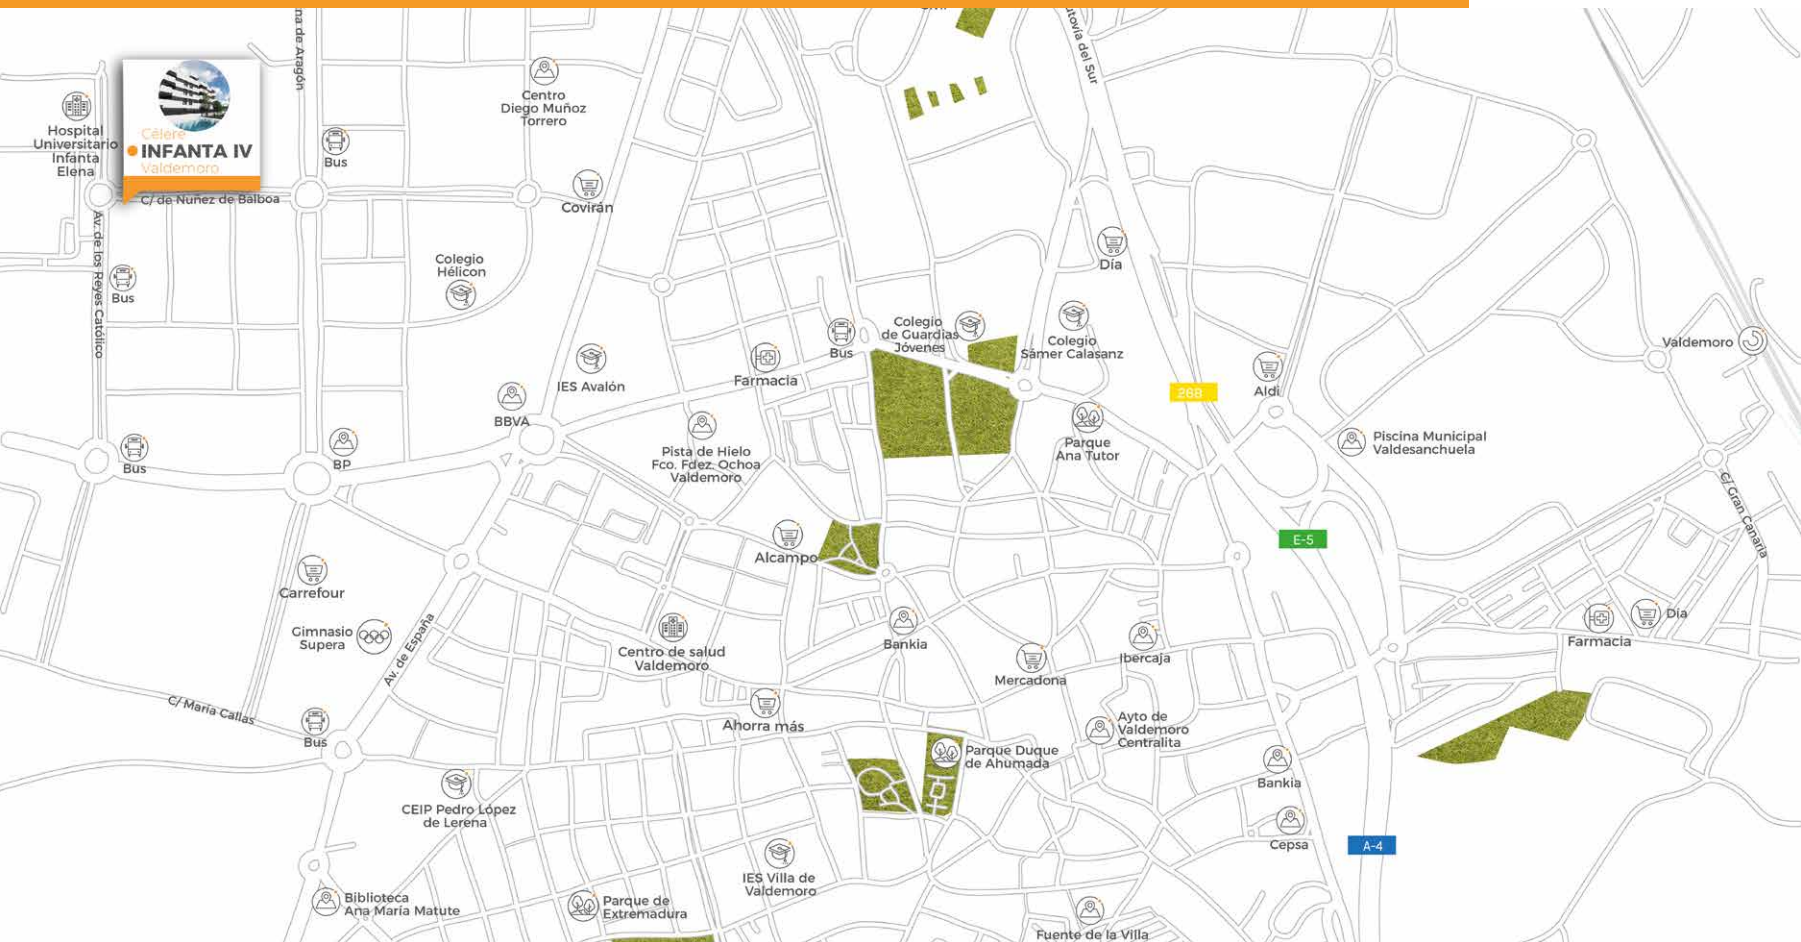 utovía del Sur
na de Aragón
Centro
Diego Muñoz
Torrero
Hospital
Universitario
Infanta
Elena
Célere
INFANTA IV
Valdemoro
Bus
C/ de Nuñez de Balboa
Covirán
Av. de los Reyes Católico
Colegio
Hélicon
Bus
Día
Colegio
de Guardias
Jóvenes
Colegio
Sámer Calasanz
Bus
Valdemoro
IES Avalón
Farmacia
268
Aldi
BBVA
Parque
Ana Tutor
Piscina Municipal
Valdesanchuela
Pista de Hielo
Fco. Fdez. Ochoa
Valdemoro
Bus
BP
C/ Gran Canaria
E-5
Alcampo
Carrefour
Gimnasio
Supera
Av. de España
Centro de salud
Valdemoro
Bankia
Ibercaja
Mercadona
Farmacia
Día
C/ María Callas
Bus
Ahorra más
Ayto de
Valdemoro
Centralita
Parque Duque
de Ahumada
Bankia
CEIP Pedro López
de Lerena
Cepsa
A-4
IES Villa de
Valdemoro
Biblioteca
Ana María Matute
Parque de
Extremadura
Fuente de la Villa